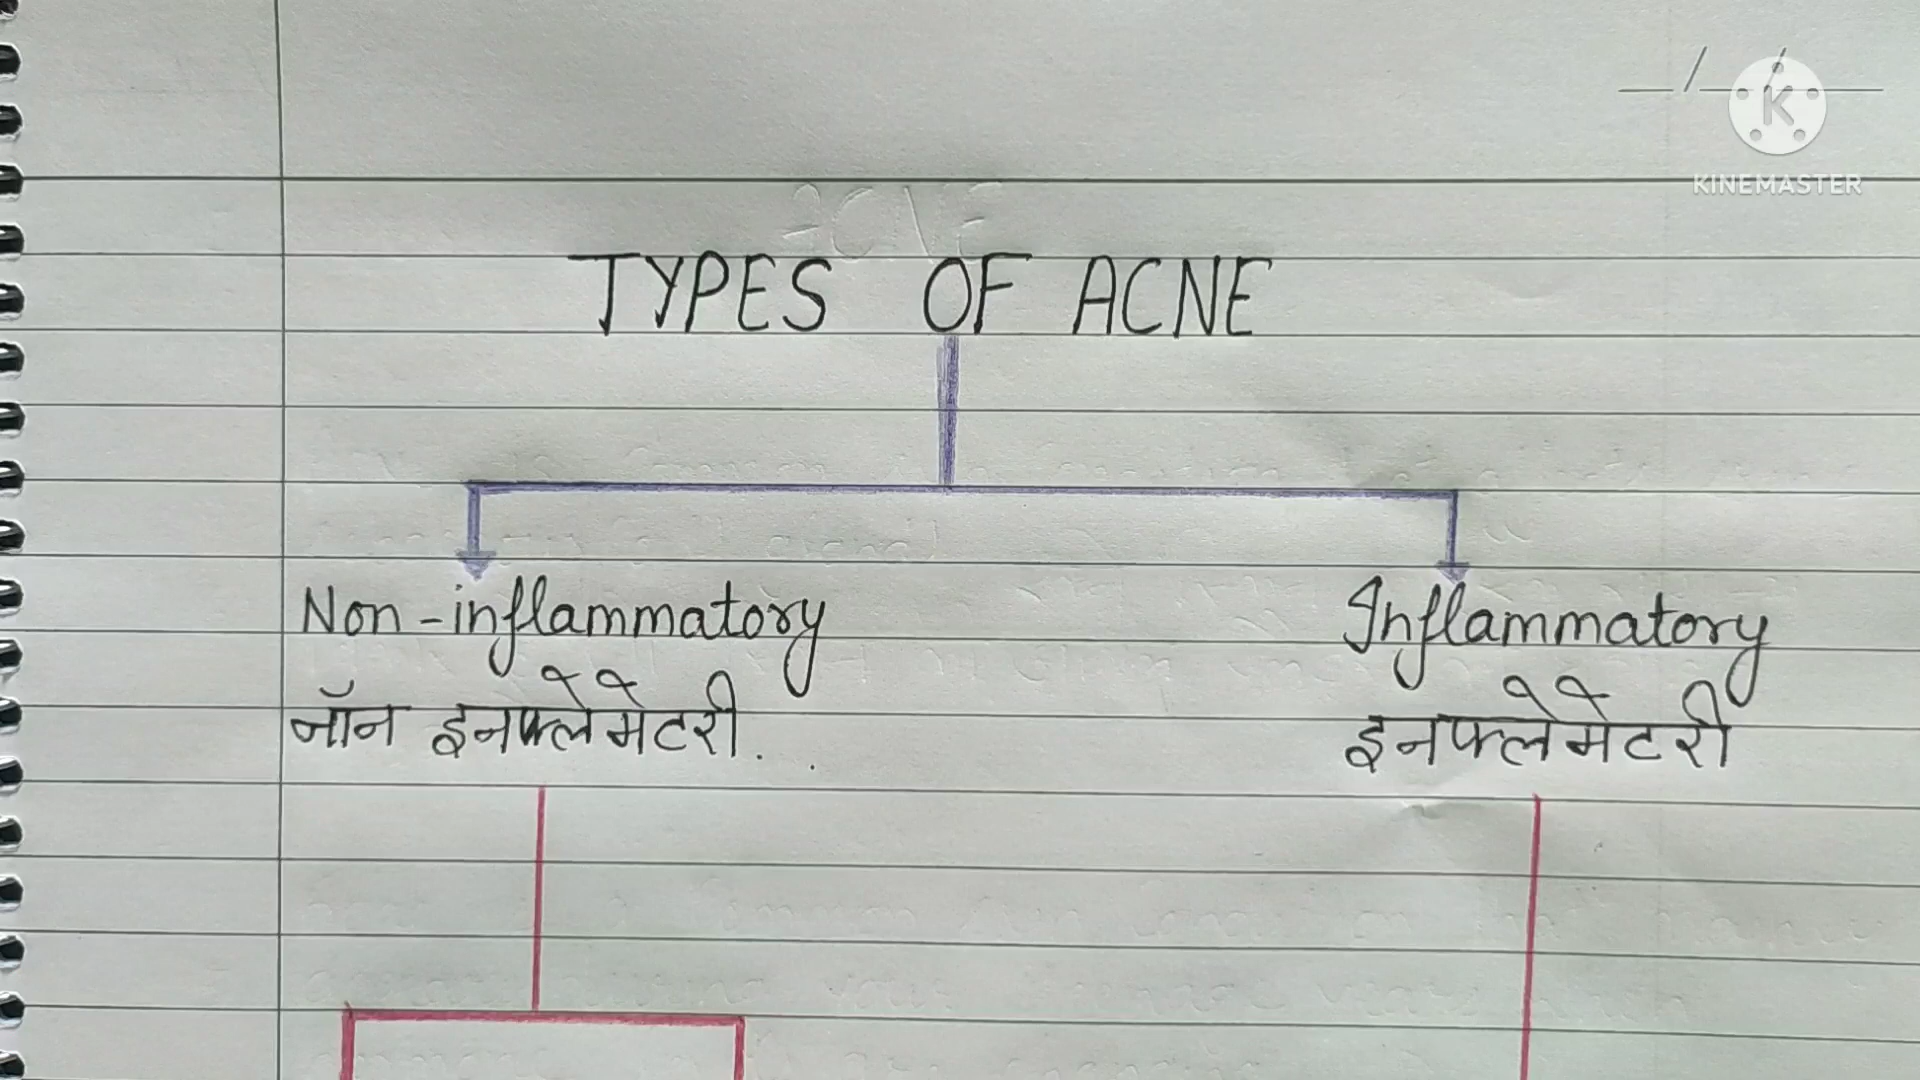 K
KINEMASTER
TYPES OF ACNE
Non-inflammatory
नॉन इनफ्लेमेटरी.
Inflammatory
इनफ्लेमेटरी